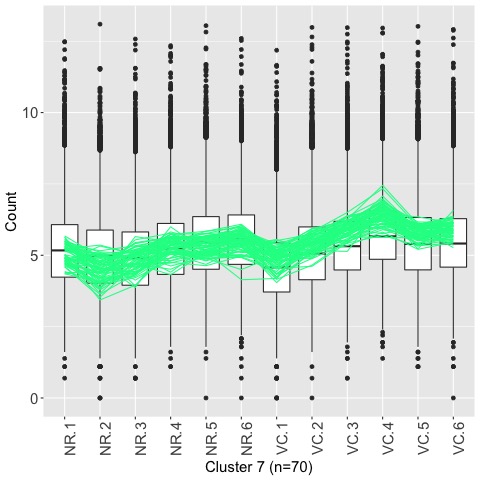 10
5
0
Count
NR.1
NR.2
NR.3
NR.4
NR.5
NR.6
VC.1
VC.2
VC.3
VC.4
VC.5
VC.6
Cluster 7 (n=70)